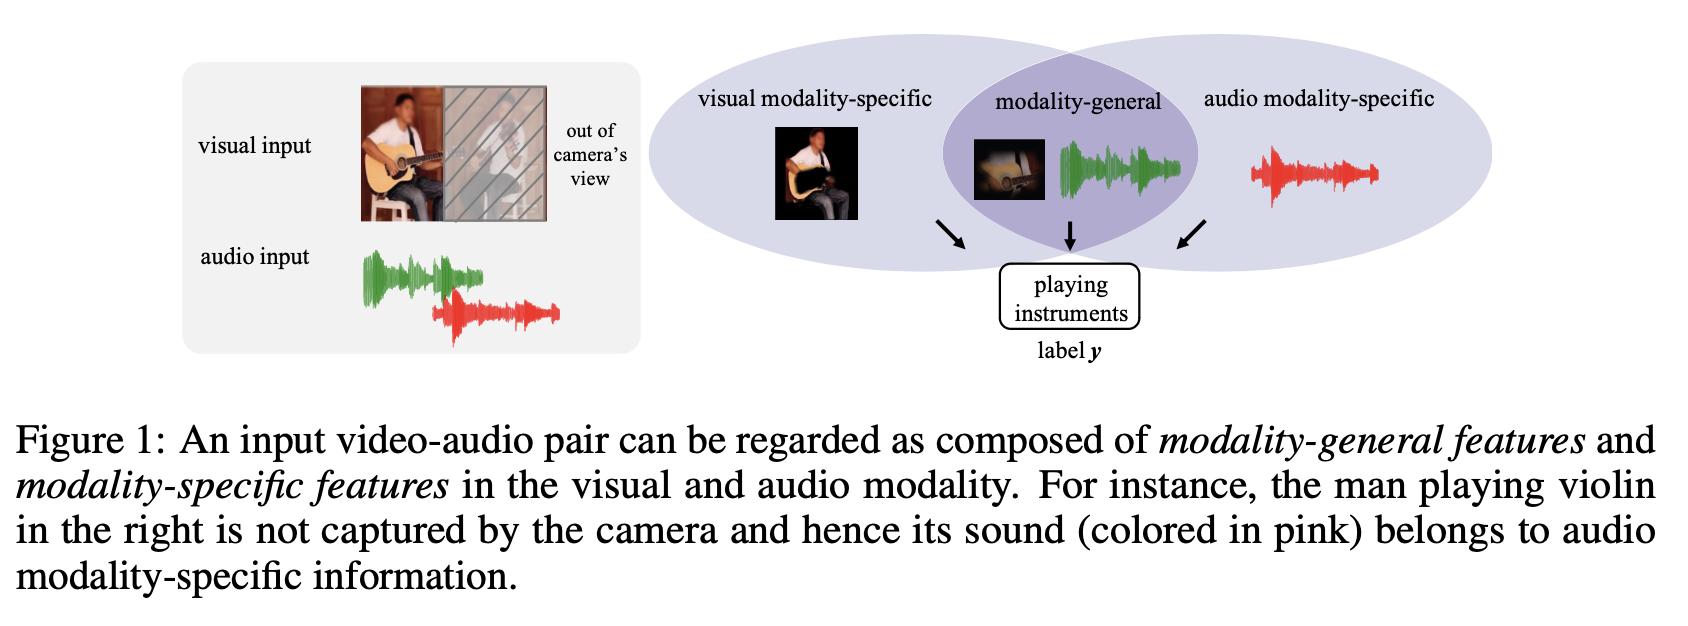 visual input
out of
camera's
view
audio input
visual modality-specific
modality-general
audio modality-specific
playing
instruments
label y
Figure 1: An input video-audio pair can be regarded as composed of modality-general features and
modality-specific features in the visual and audio modality. For instance, the man playing violin
in the right is not captured by the camera and hence its sound (colored in pink) belongs to audio
modality-specific information.